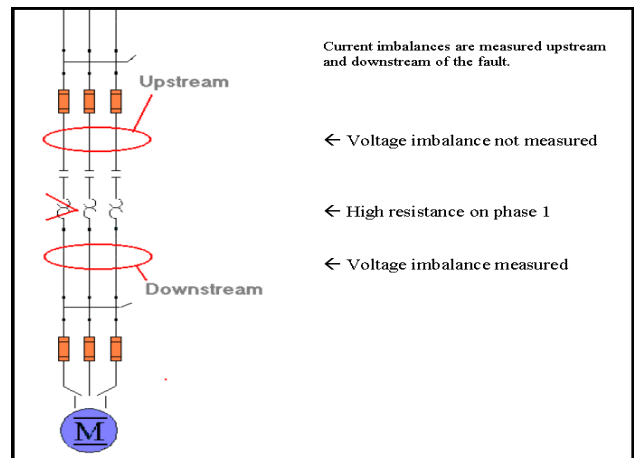 Current imbalances are measured upstream
and downstream of the fault.
Upstream
← Voltage imbalance not measured
← High resistance on phase 1
← Voltage imbalance measured
Downstream
M